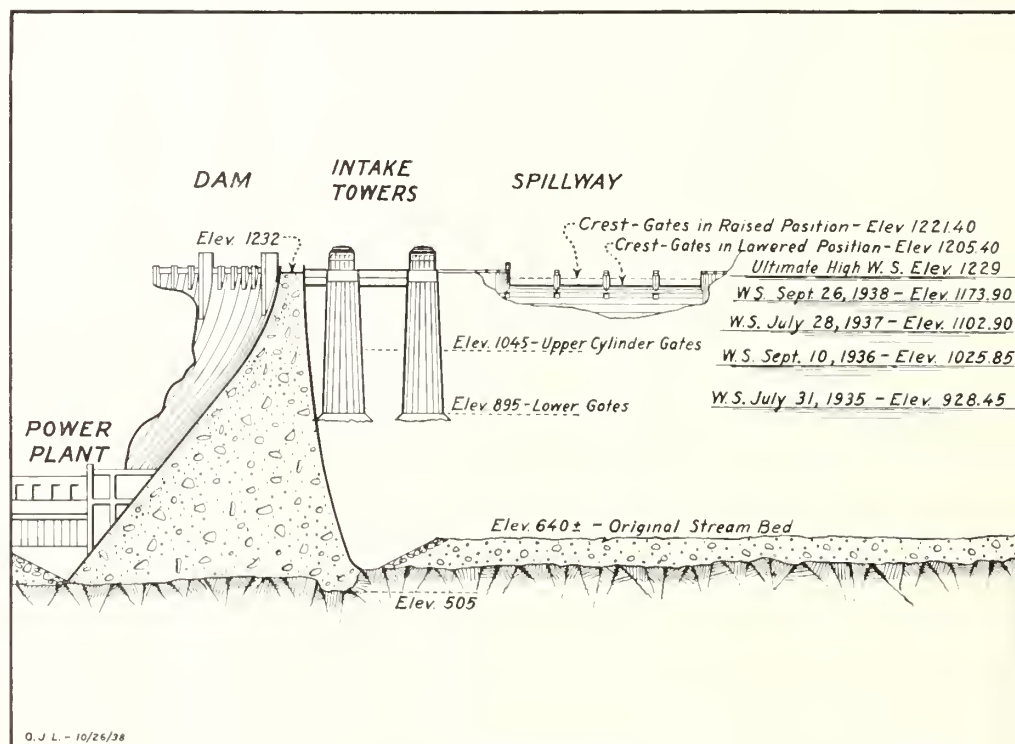 DAM
INTAKE
TOWERS
SPILLWAY
Crest-Gates in Raised Position - Elev 1221.40
Crest-Gates in Lowered Position - Elev 1205.40
Elev. 1232
Ultimate High W. S. Elev. 1229
W.S. Sept 26, 1938 - Elev. 1173.90
W.S. July 28, 1937 - Elev. 1102.90
Elev. 1045 - Upper Cylinder Gates
W.S. Sept. 10, 1936 - Elev. 1025.85
Elev 895 - Lower Gates
W.S. July 31, 1935 - Elev. 928.45
POWER
PLANT
Elev. 640± - Original Stream Bed
Elev. 505
O. J L. - 10/26/38